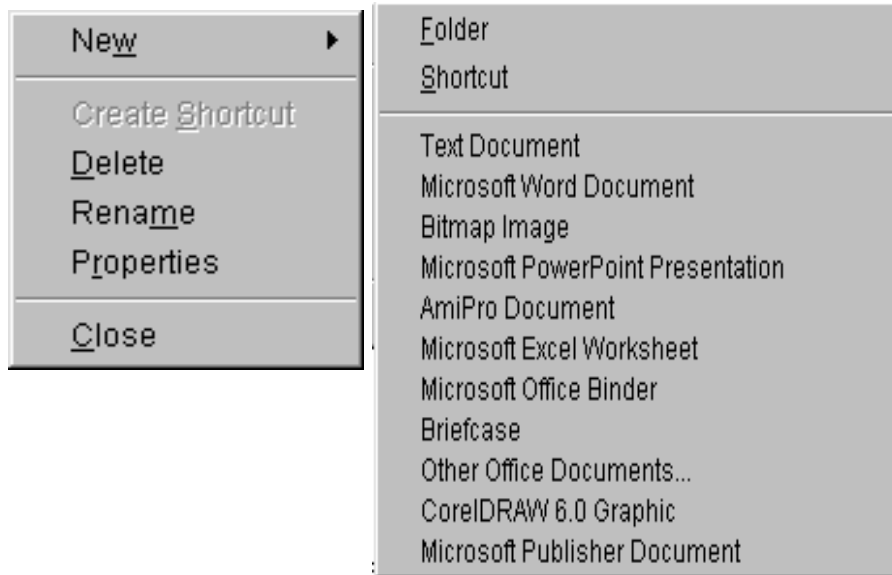 New
Create Shortcut
Delete
Rename
Properties
Close
Folder
Shortcut
Text Document
Microsoft Word Document
Bitmap Image
Microsoft PowerPoint Presentation
AmiPro Document
Microsoft Excel Worksheet
Microsoft Office Binder
Briefcase
Other Office Documents...
CorelDRAW 6.0 Graphic
Microsoft Publisher Document